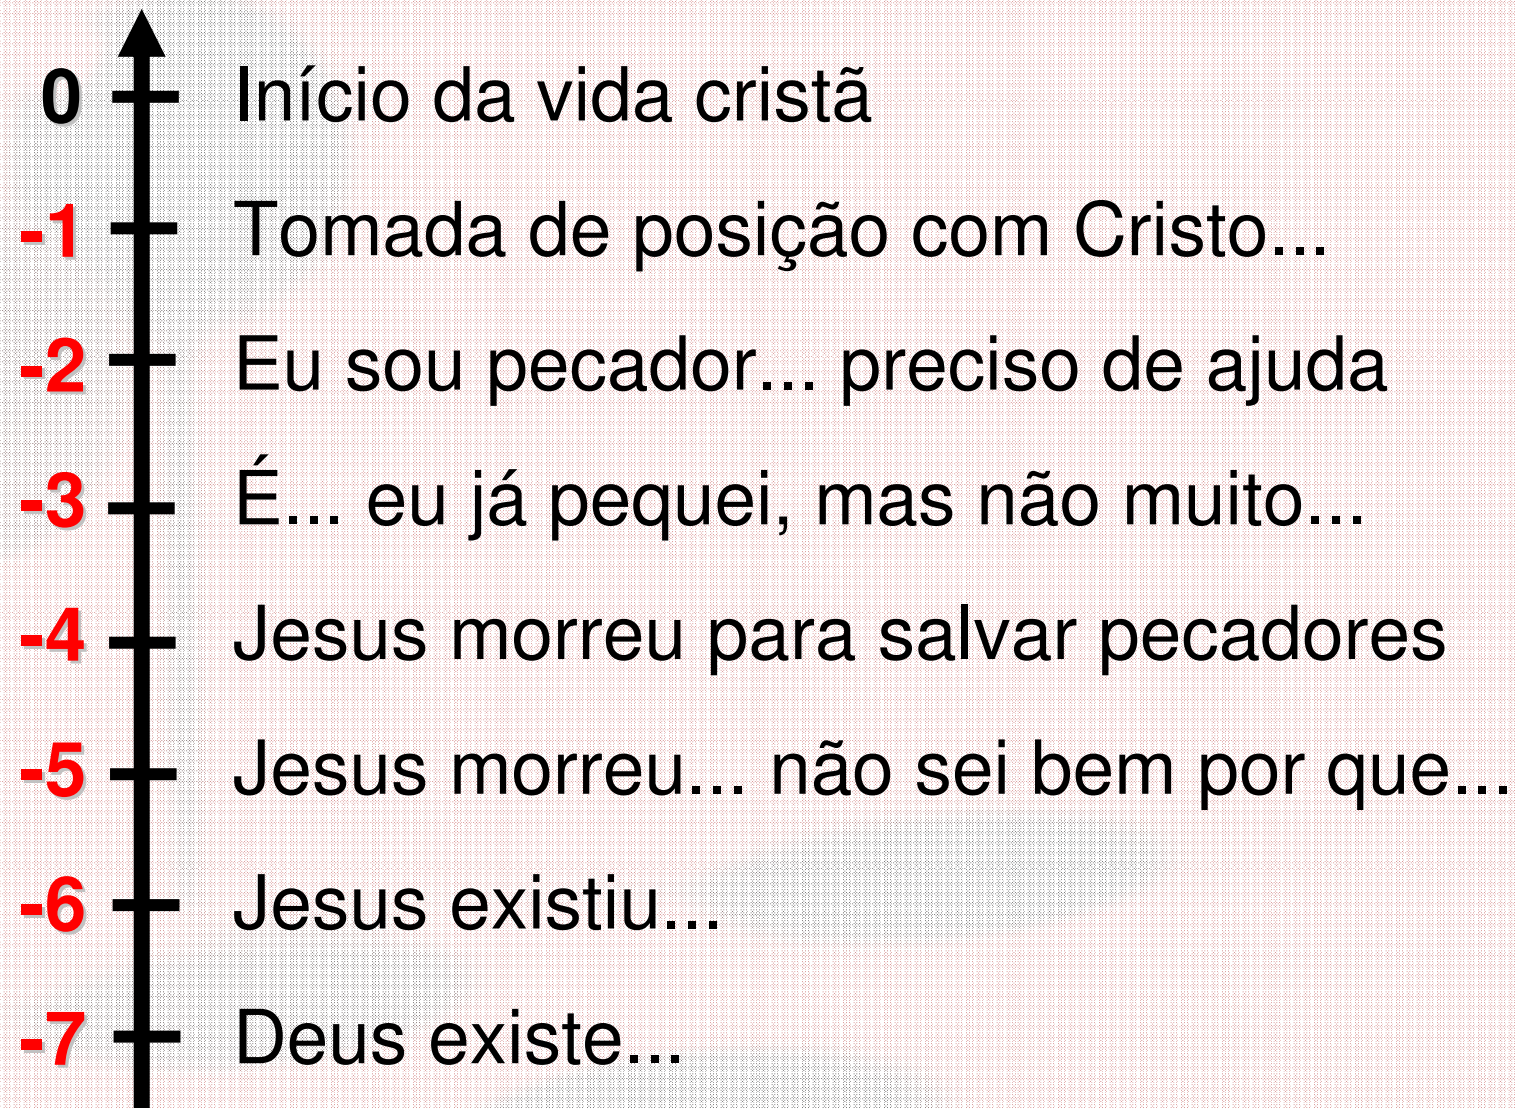 0 Início da vida cristã
-1 Tomada de posição com Cristo...
-2 Eu sou pecador... preciso de ajuda
-3 É... eu já pequei, mas não muito...
-4 Jesus morreu para salvar pecadores
-5 Jesus morreu... não sei bem por que...
-6 Jesus existiu...
-7 Deus existe...